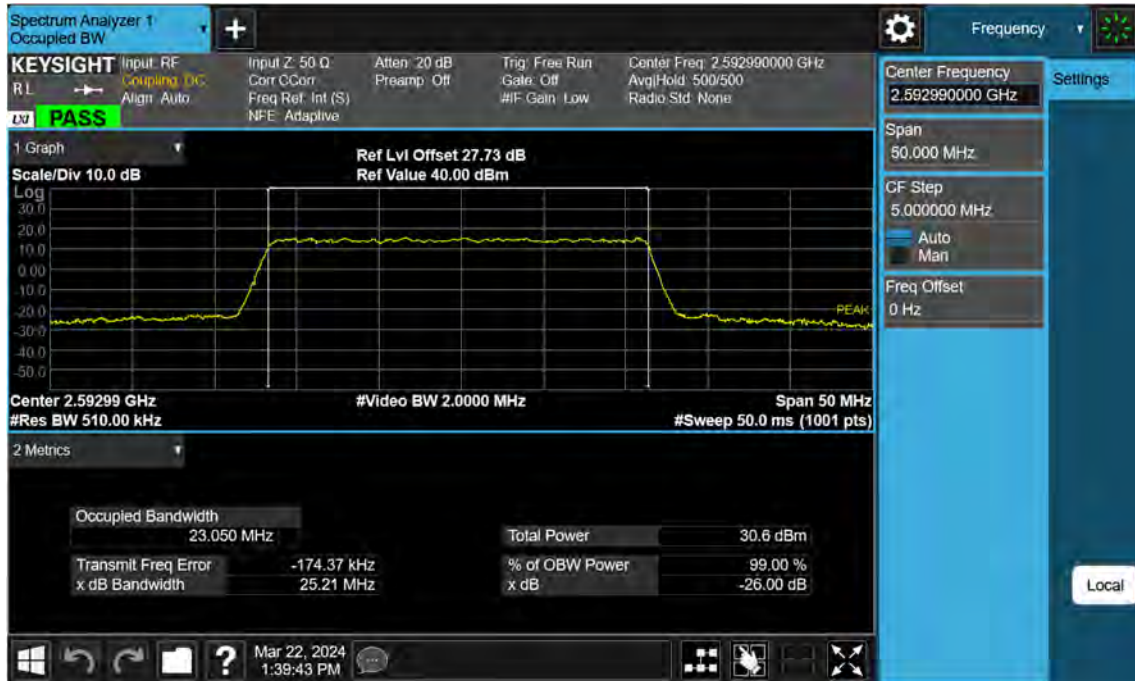 Spectrum Analyzer 1
Occupied BW
+
Frequency
KEYSIGHT
RL
LXI
PASS
Input: RF
Coupling: DC
Align: Auto
Input Z: 50 Ω
Corr CCorr
Freq Ref: Int (S)
NFE: Adaptive
Atten: 20 dB
Preamp: Off
Trig: Free Run
Gate: Off
#IF Gain: Low
Center Freq: 2.592990000 GHz
Avg|Hold: 500/500
Radio Std: None
Center Frequency
2.592990000 GHz
Settings
Span
50.000 MHz
CF Step
5.000000 MHz
Auto
Man
Freq Offset
0 Hz
1 Graph
Scale/Div 10.0 dB
Ref Lvl Offset 27.73 dB
Ref Value 40.00 dBm
Log
30.0
20.0
10.0
0.00
-10.0
-20.0
-30.0
-40.0
-50.0
PEAK
Center 2.59299 GHz
#Video BW 2.0000 MHz
Span 50 MHz
#Res BW 510.00 kHz
#Sweep 50.0 ms (1001 pts)
2 Metrics
Occupied Bandwidth
23.050 MHz
Total Power 30.6 dBm
Transmit Freq Error -174.37 kHz
% of OBW Power 99.00 %
x dB Bandwidth 25.21 MHz
x dB -26.00 dB
Local
?
Mar 22, 2024
1:39:43 PM